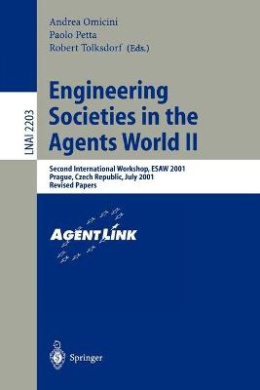 Andrea Omicini
Paolo Petta
Robert Tolksdorf (Eds.)
LNAI 2203
Engineering
Societies in the
Agents World II
Second International Workshop, ESAW 2001
Prague, Czech Republic, July 2001
Revised Papers
AGENTLINK
Springer